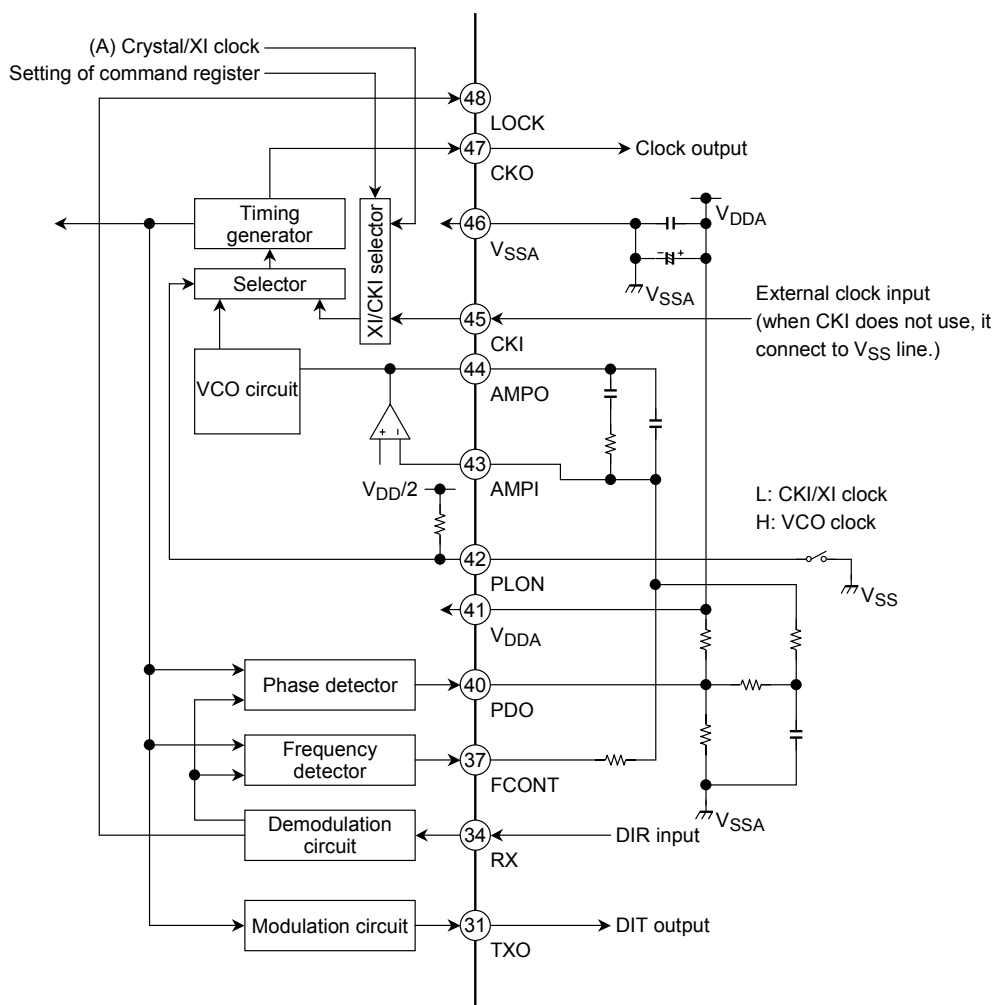 (A) Crystal/XI clock
Setting of command register
48
LOCK
47
CKO
Clock output
Timing
generator
XI/CKI selector
46
VSSA
VDDA
VSSA
Selector
45
CKI
External clock input
(when CKI does not use, it
connect to VSS line.)
VCO circuit
44
AMPO
+ −
− +
43
AMPI
VDD/2
L: CKI/XI clock
H: VCO clock
42
PLON
VSS
41
VDDA
Phase detector
40
PDO
Frequency
detector
37
FCONT
VSSA
Demodulation
circuit
34
RX
DIR input
Modulation circuit
31
TXO
DIT output